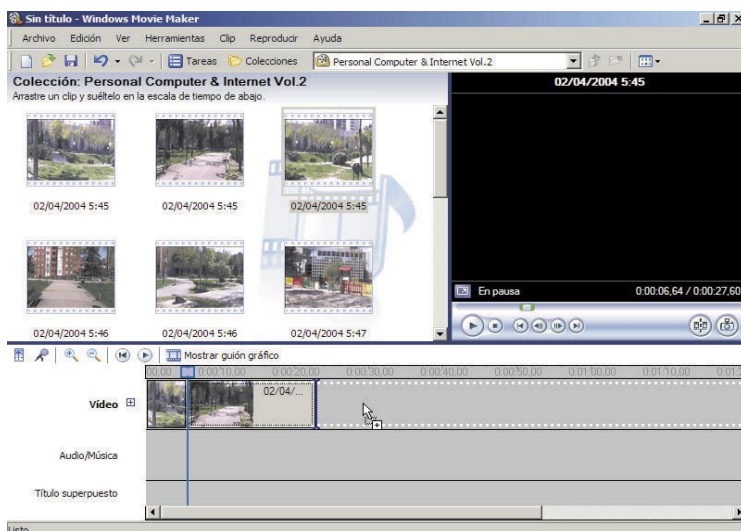 Sin título - Windows Movie Maker
Archivo Edición Ver Herramientas Clip Reproducir Ayuda
Tareas Colecciones Personal Computer & Internet Vol.2
Colección: Personal Computer & Internet Vol.2
Arrastre un clip y suéltelo en la escala de tiempo de abajo.
02/04/2004 5:45
02/04/2004 5:45 02/04/2004 5:45 02/04/2004 5:45
02/04/2004 5:46 02/04/2004 5:46 02/04/2004 5:47
En pausa 0:00:06,64 / 0:00:27,60
Mostrar guión gráfico
00,00 0:00:10,00 0:00:20,00 0:00:30,00 0:00:40,00 0:00:50,00 0:01:00,00 0:01:10,00
Vídeo 02/04/...
Audio/Música
Título superpuesto
Listo